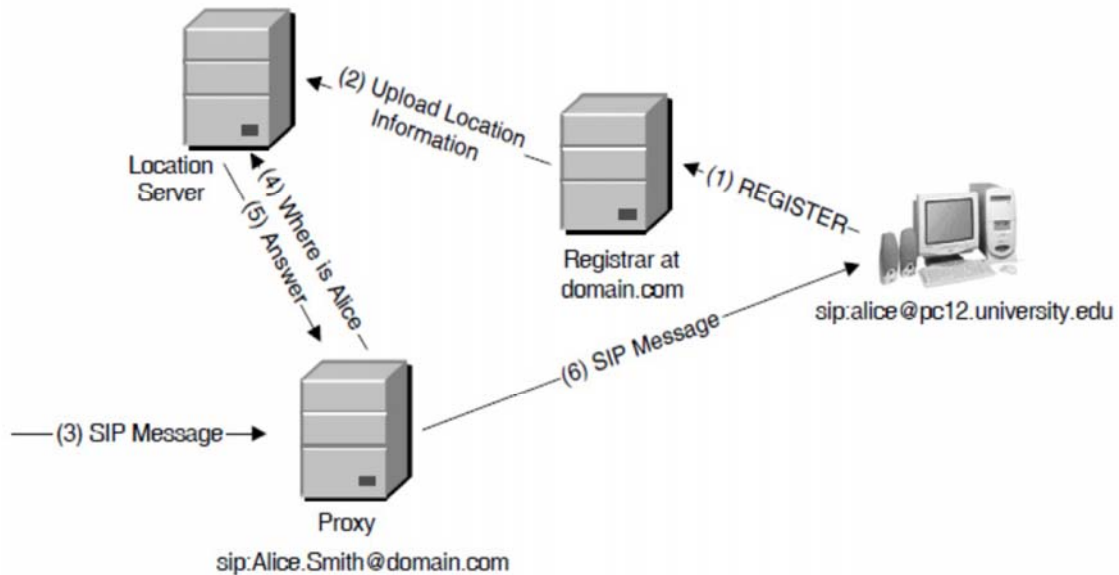 (2) Upload Location
Information
Location
Server
(1) REGISTER
(4) Where is Alice
(5) Answer
Registrar at
domain.com
sip:alice@pc12.university.edu
(6) SIP Message
(3) SIP Message
Proxy
sip:Alice.Smith@domain.com